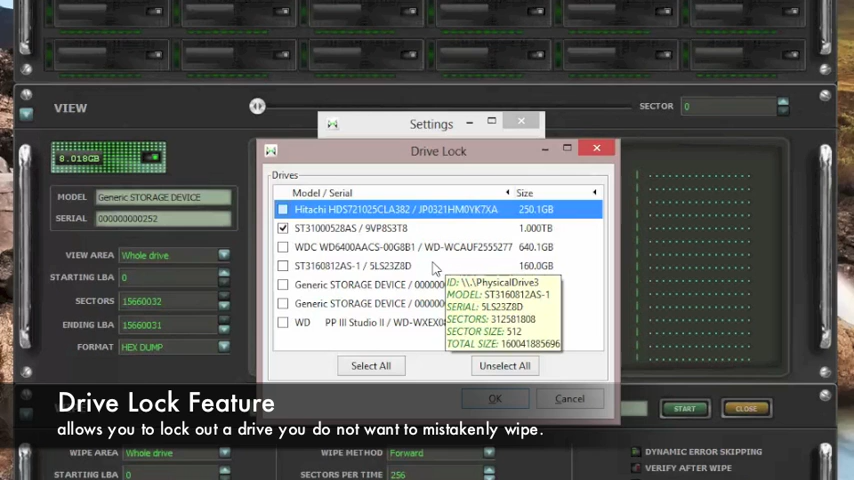 VIEW
SECTOR 0
Settings
8.018GB
Drive Lock
Drives
Model / Serial Size
Hitachi HDS721025CLA382 / JP0321HM0YK7XA 250.1GB
ST31000528AS / 9VP8S3T8 1.000TB
WDC WD6400AACS-00G8B1 / WD-WCAUF2555277 640.1GB
ST3160812AS-1 / 5LS23Z8D 160.0GB
Generic STORAGE DEVICE /
Generic STORAGE DEVICE /
WD PP III Studio II /
ID: \\.\PhysicalDrive3
MODEL: ST3160812AS-1
SERIAL: 5LS23Z8D
SECTORS: 312581808
SECTOR SIZE: 512
TOTAL SIZE: 160041885696
Select All Unselect All
OK Cancel
MODEL Generic STORAGE DEVICE
SERIAL 000000000252
VIEW AREA Whole drive
STARTING LBA 0
SECTORS 15660032
ENDING LBA 15660031
FORMAT HEX DUMP
START CLOSE
Drive Lock Feature
allows you to lock out a drive you do not want to mistakenly wipe.
WIPE AREA Whole drive
WIPE METHOD Forward
DYNAMIC ERROR SKIPPING
STARTING LBA 0
SECTORS PER TIME 256
VERIFY AFTER WIPE